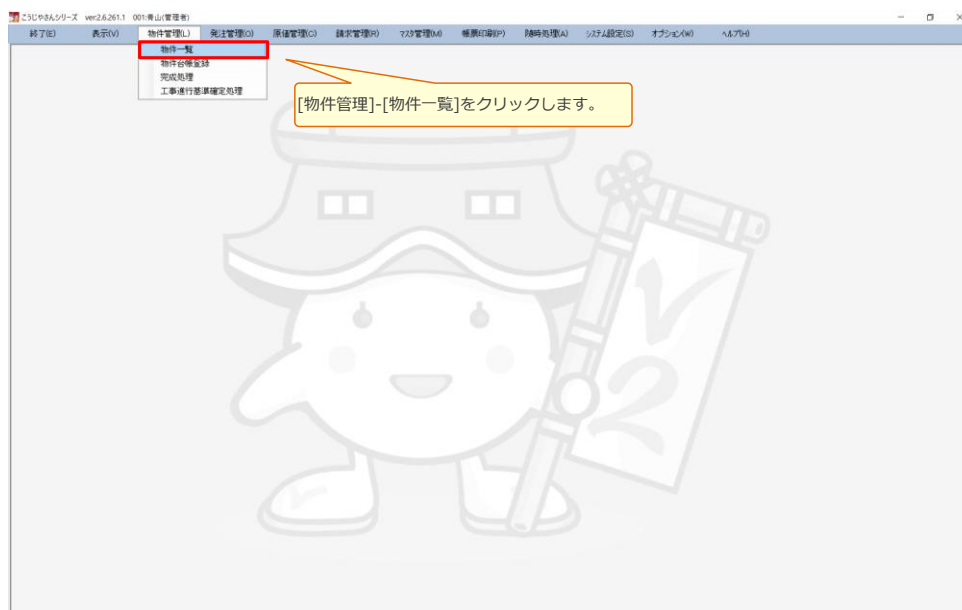 こうじやさんシリーズ ver.2.6.261.1 001:青山(管理者)
終了(E) 表示(V) 物件管理(L) 発注管理(O) 原価管理(C) 請求管理(R) マスタ管理(M) 帳票印刷(P) 随時処理(A) システム設定(S) オプション(W) ヘルプ(H)
物件一覧
物件台帳登録
完成処理
工事進行基準確定処理
[物件管理]-[物件一覧]をクリックします。
V2